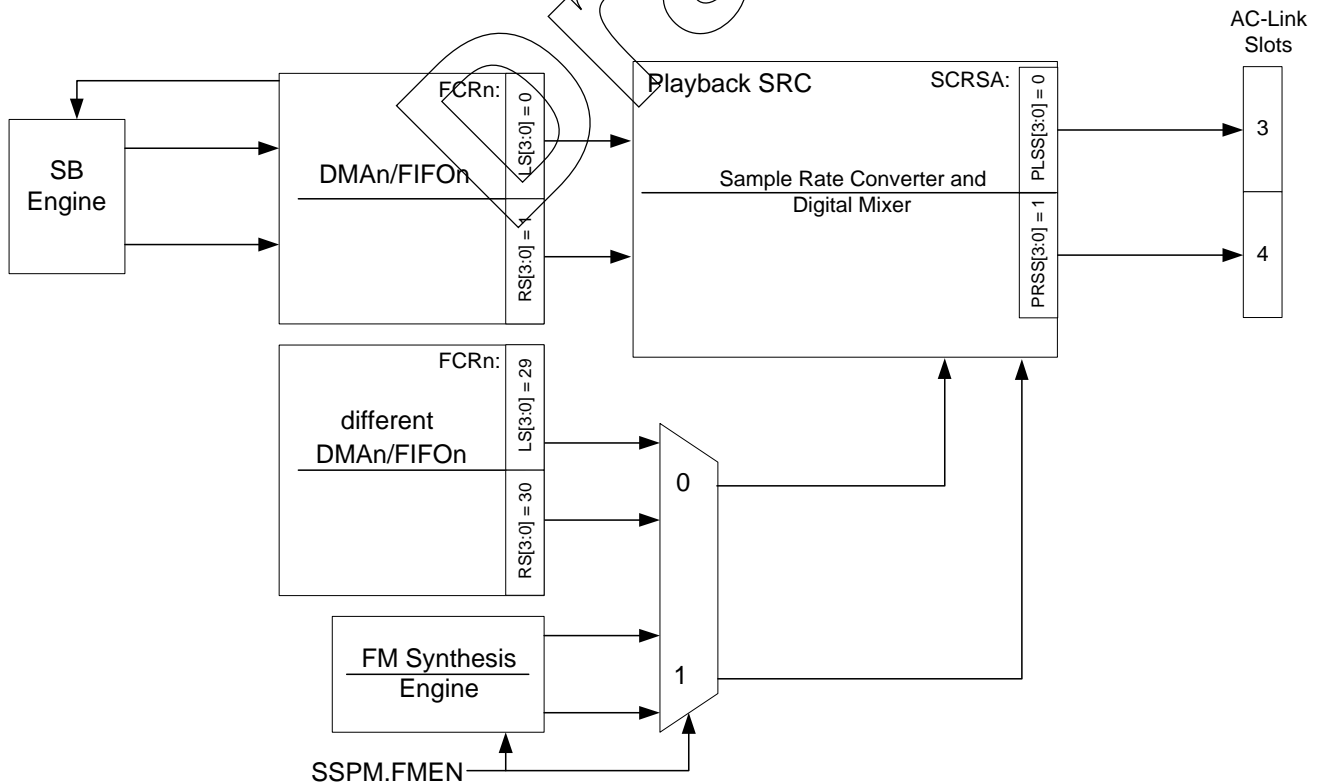 AC-Link
Slots
FCRn:
LS[3:0] = 0
RS[3:0] = 1
DMAn/FIFOn
SB
Engine
Playback SRC
SCRSA:
PLSS[3:0] = 0
PRSS[3:0] = 1
Sample Rate Converter and
Digital Mixer
3
4
FCRn:
LS[3:0] = 29
RS[3:0] = 30
different
DMAn/FIFOn
0
1
FM Synthesis
Engine
SSPM.FMEN